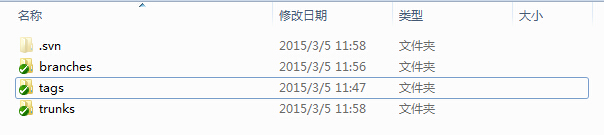 名称 修改日期 类型 大小
.svn 2015/3/5 11:58 文件夹
branches 2015/3/5 11:56 文件夹
tags 2015/3/5 11:47 文件夹
trunks 2015/3/5 11:58 文件夹